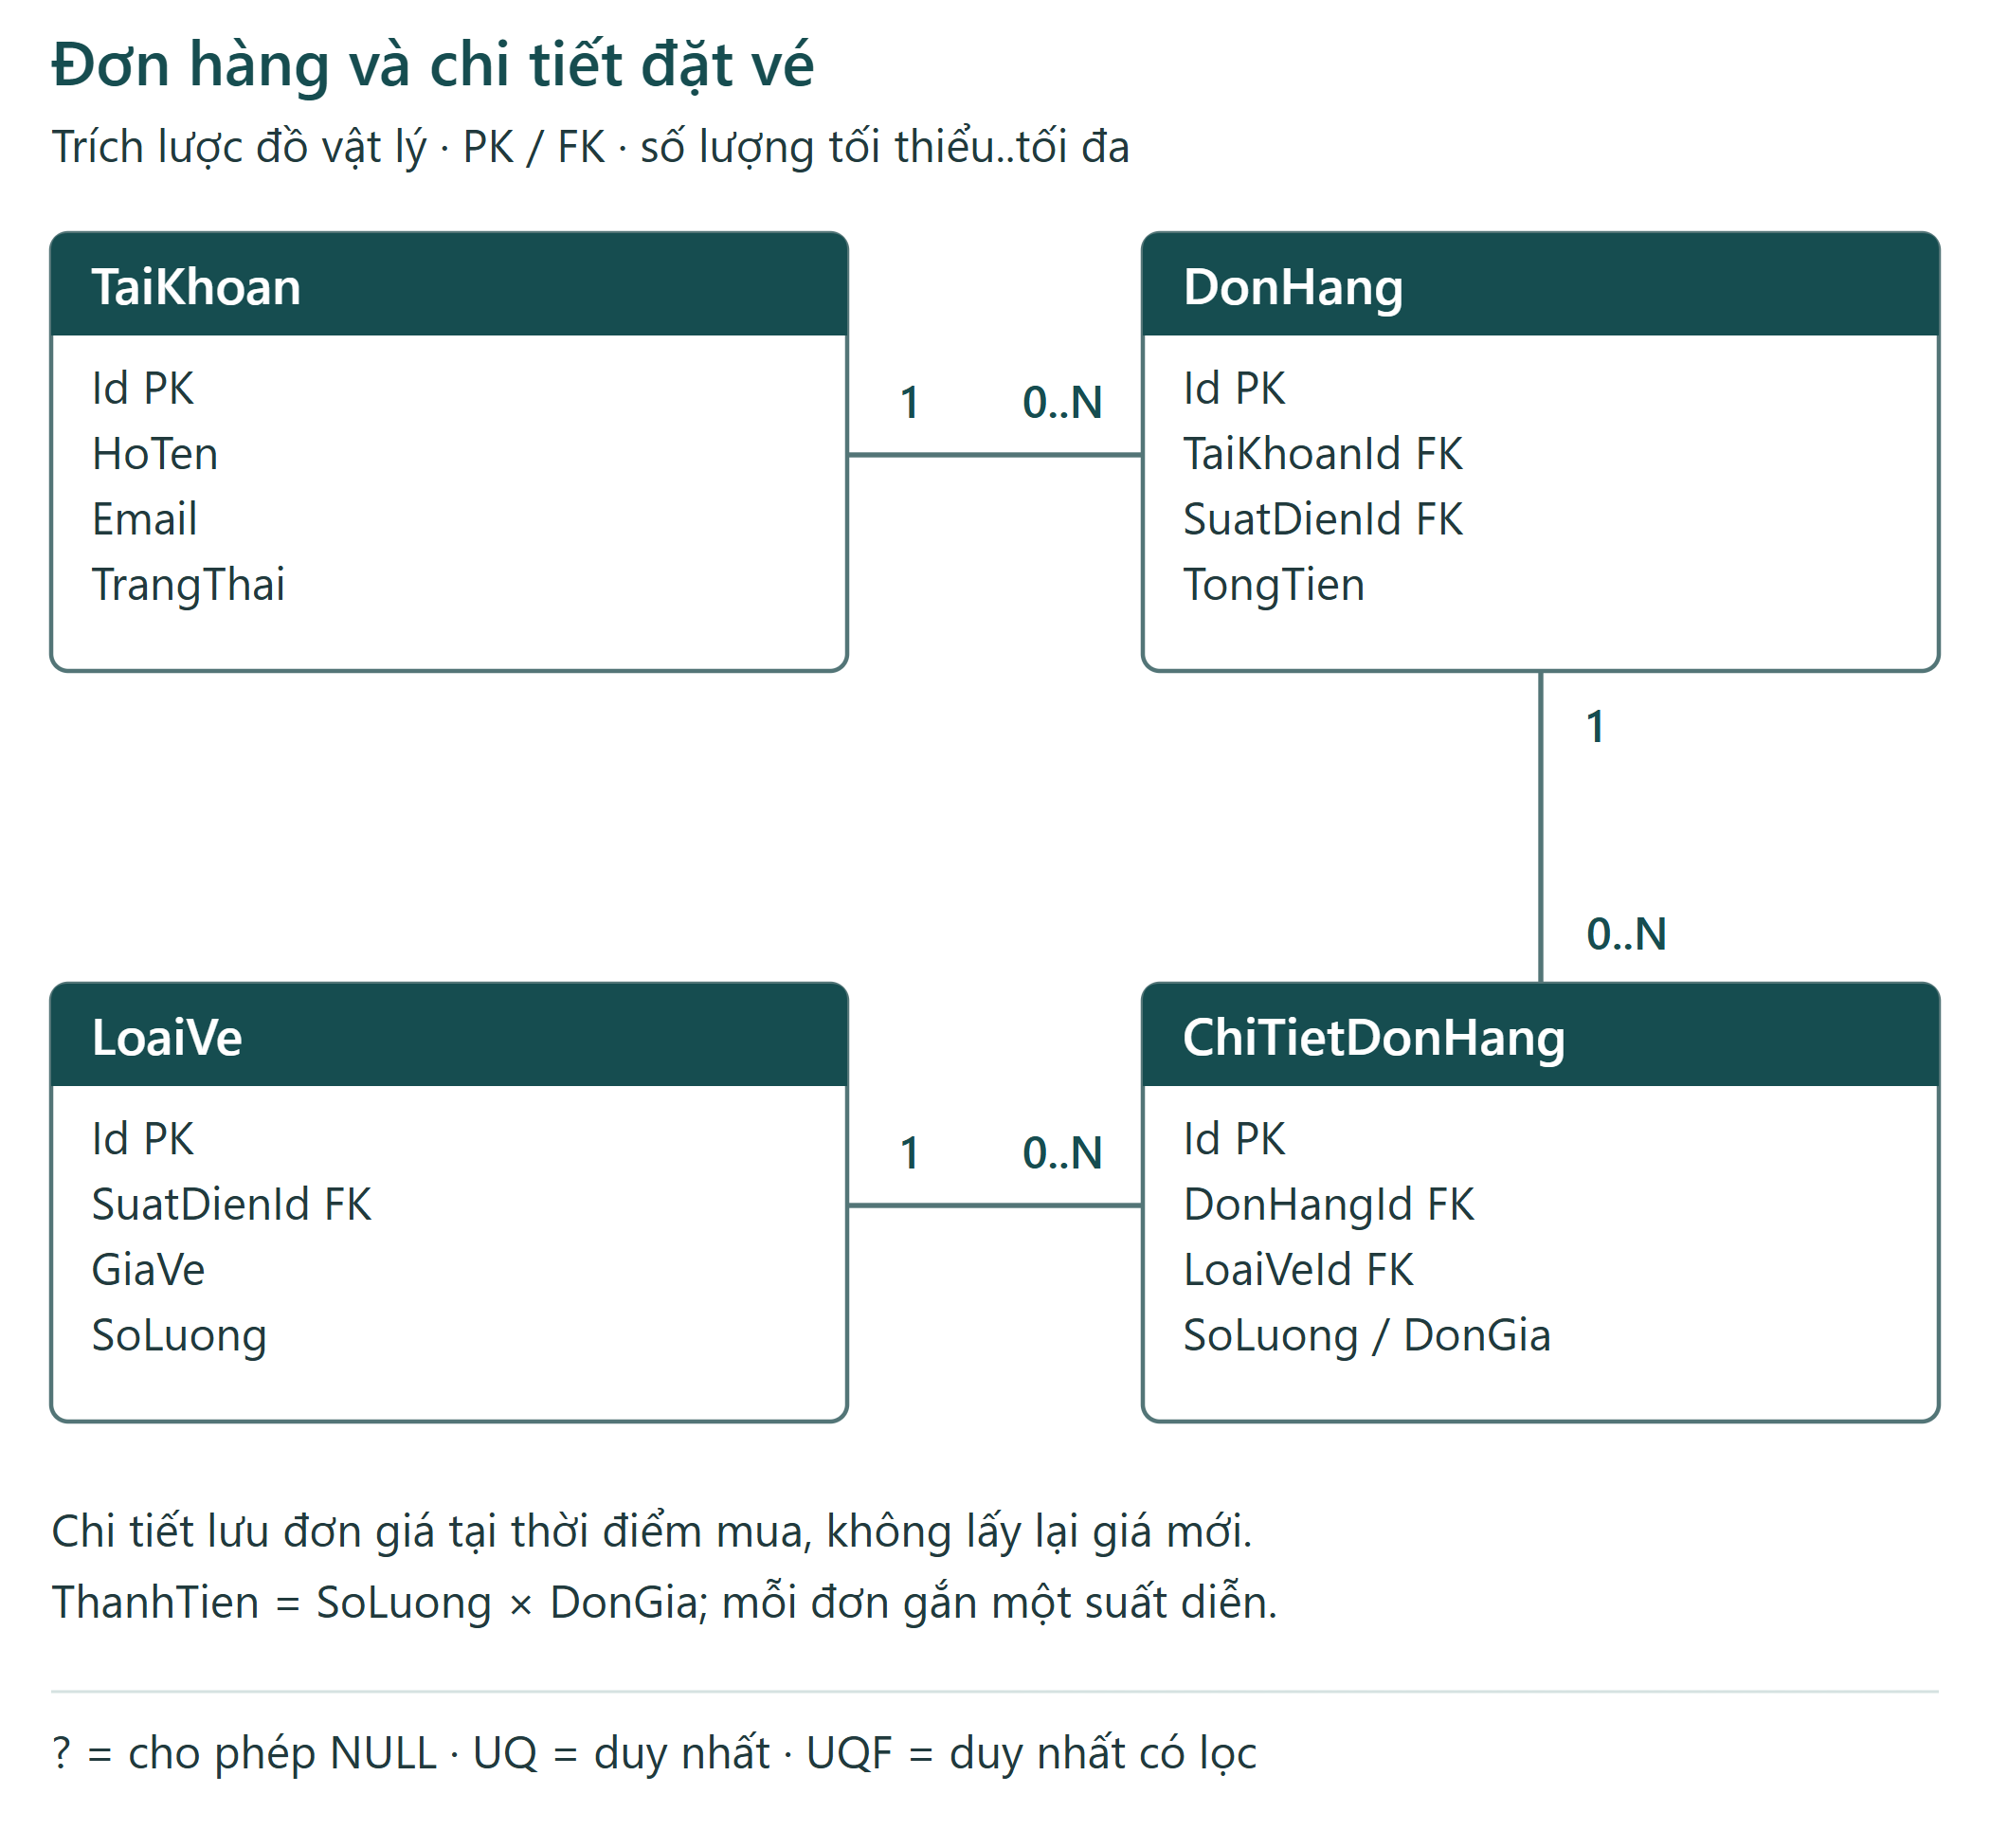 Đơn hàng và chi tiết đặt vé
Trích lược đồ vật lý · PK / FK · số lượng tối thiểu..tối đa
TaiKhoan
Id PK
HoTen
Email
TrangThai
1
0..N
DonHang
Id PK
TaiKhoanId FK
SuatDienId FK
TongTien
1
0..N
LoaiVe
Id PK
SuatDienId FK
GiaVe
SoLuong
1
0..N
ChiTietDonHang
Id PK
DonHangId FK
LoaiVeId FK
SoLuong / DonGia
Chi tiết lưu đơn giá tại thời điểm mua, không lấy lại giá mới.
ThanhTien = SoLuong × DonGia; mỗi đơn gắn một suất diễn.
? = cho phép NULL · UQ = duy nhất · UQF = duy nhất có lọc